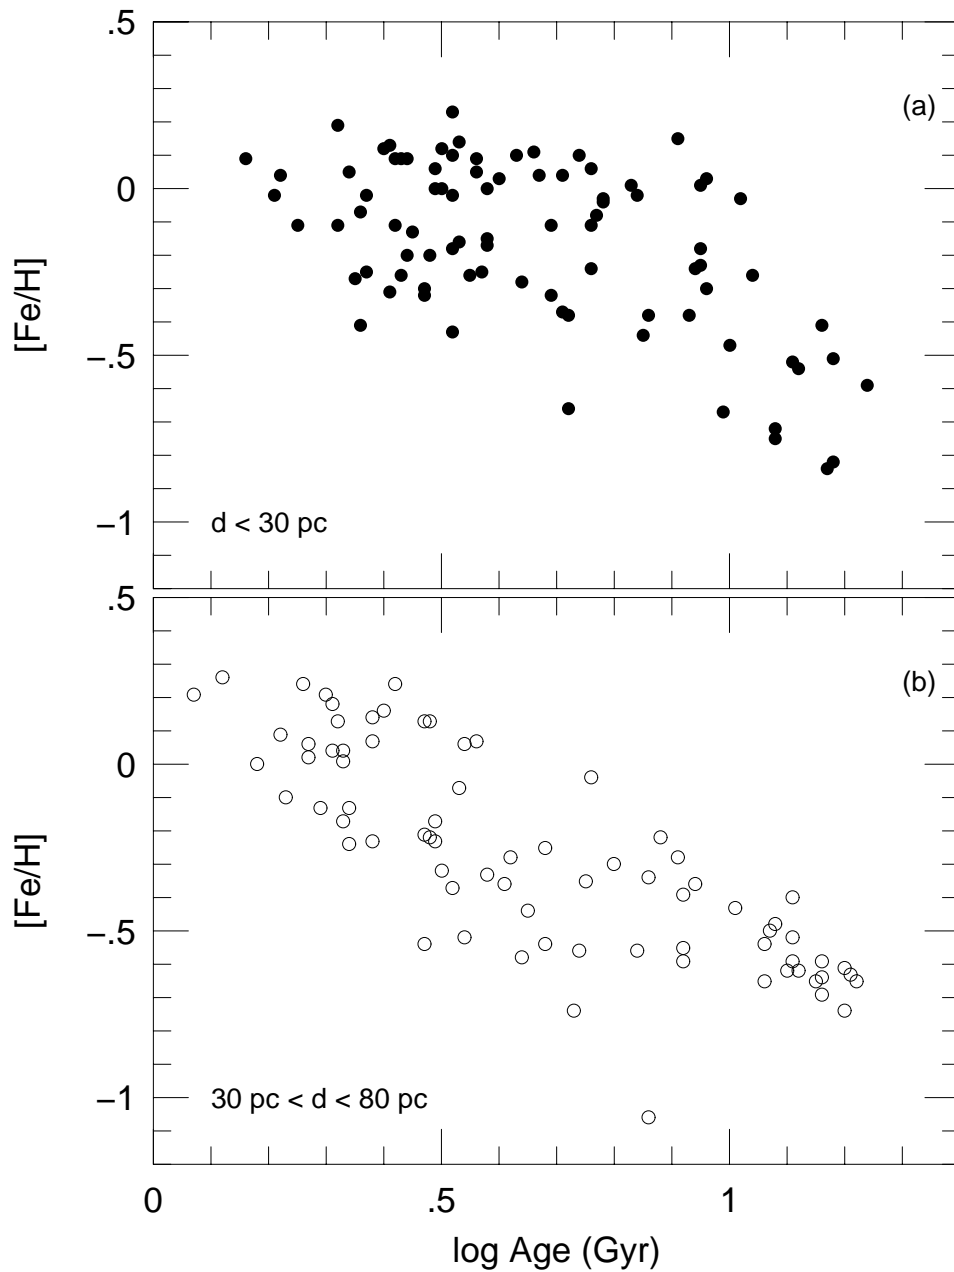 .5
(a)
0
[Fe/H]
−.5
−1
d < 30 pc
.5
(b)
0
[Fe/H]
−.5
−1
30 pc < d < 80 pc
0 .5 1
log Age (Gyr)